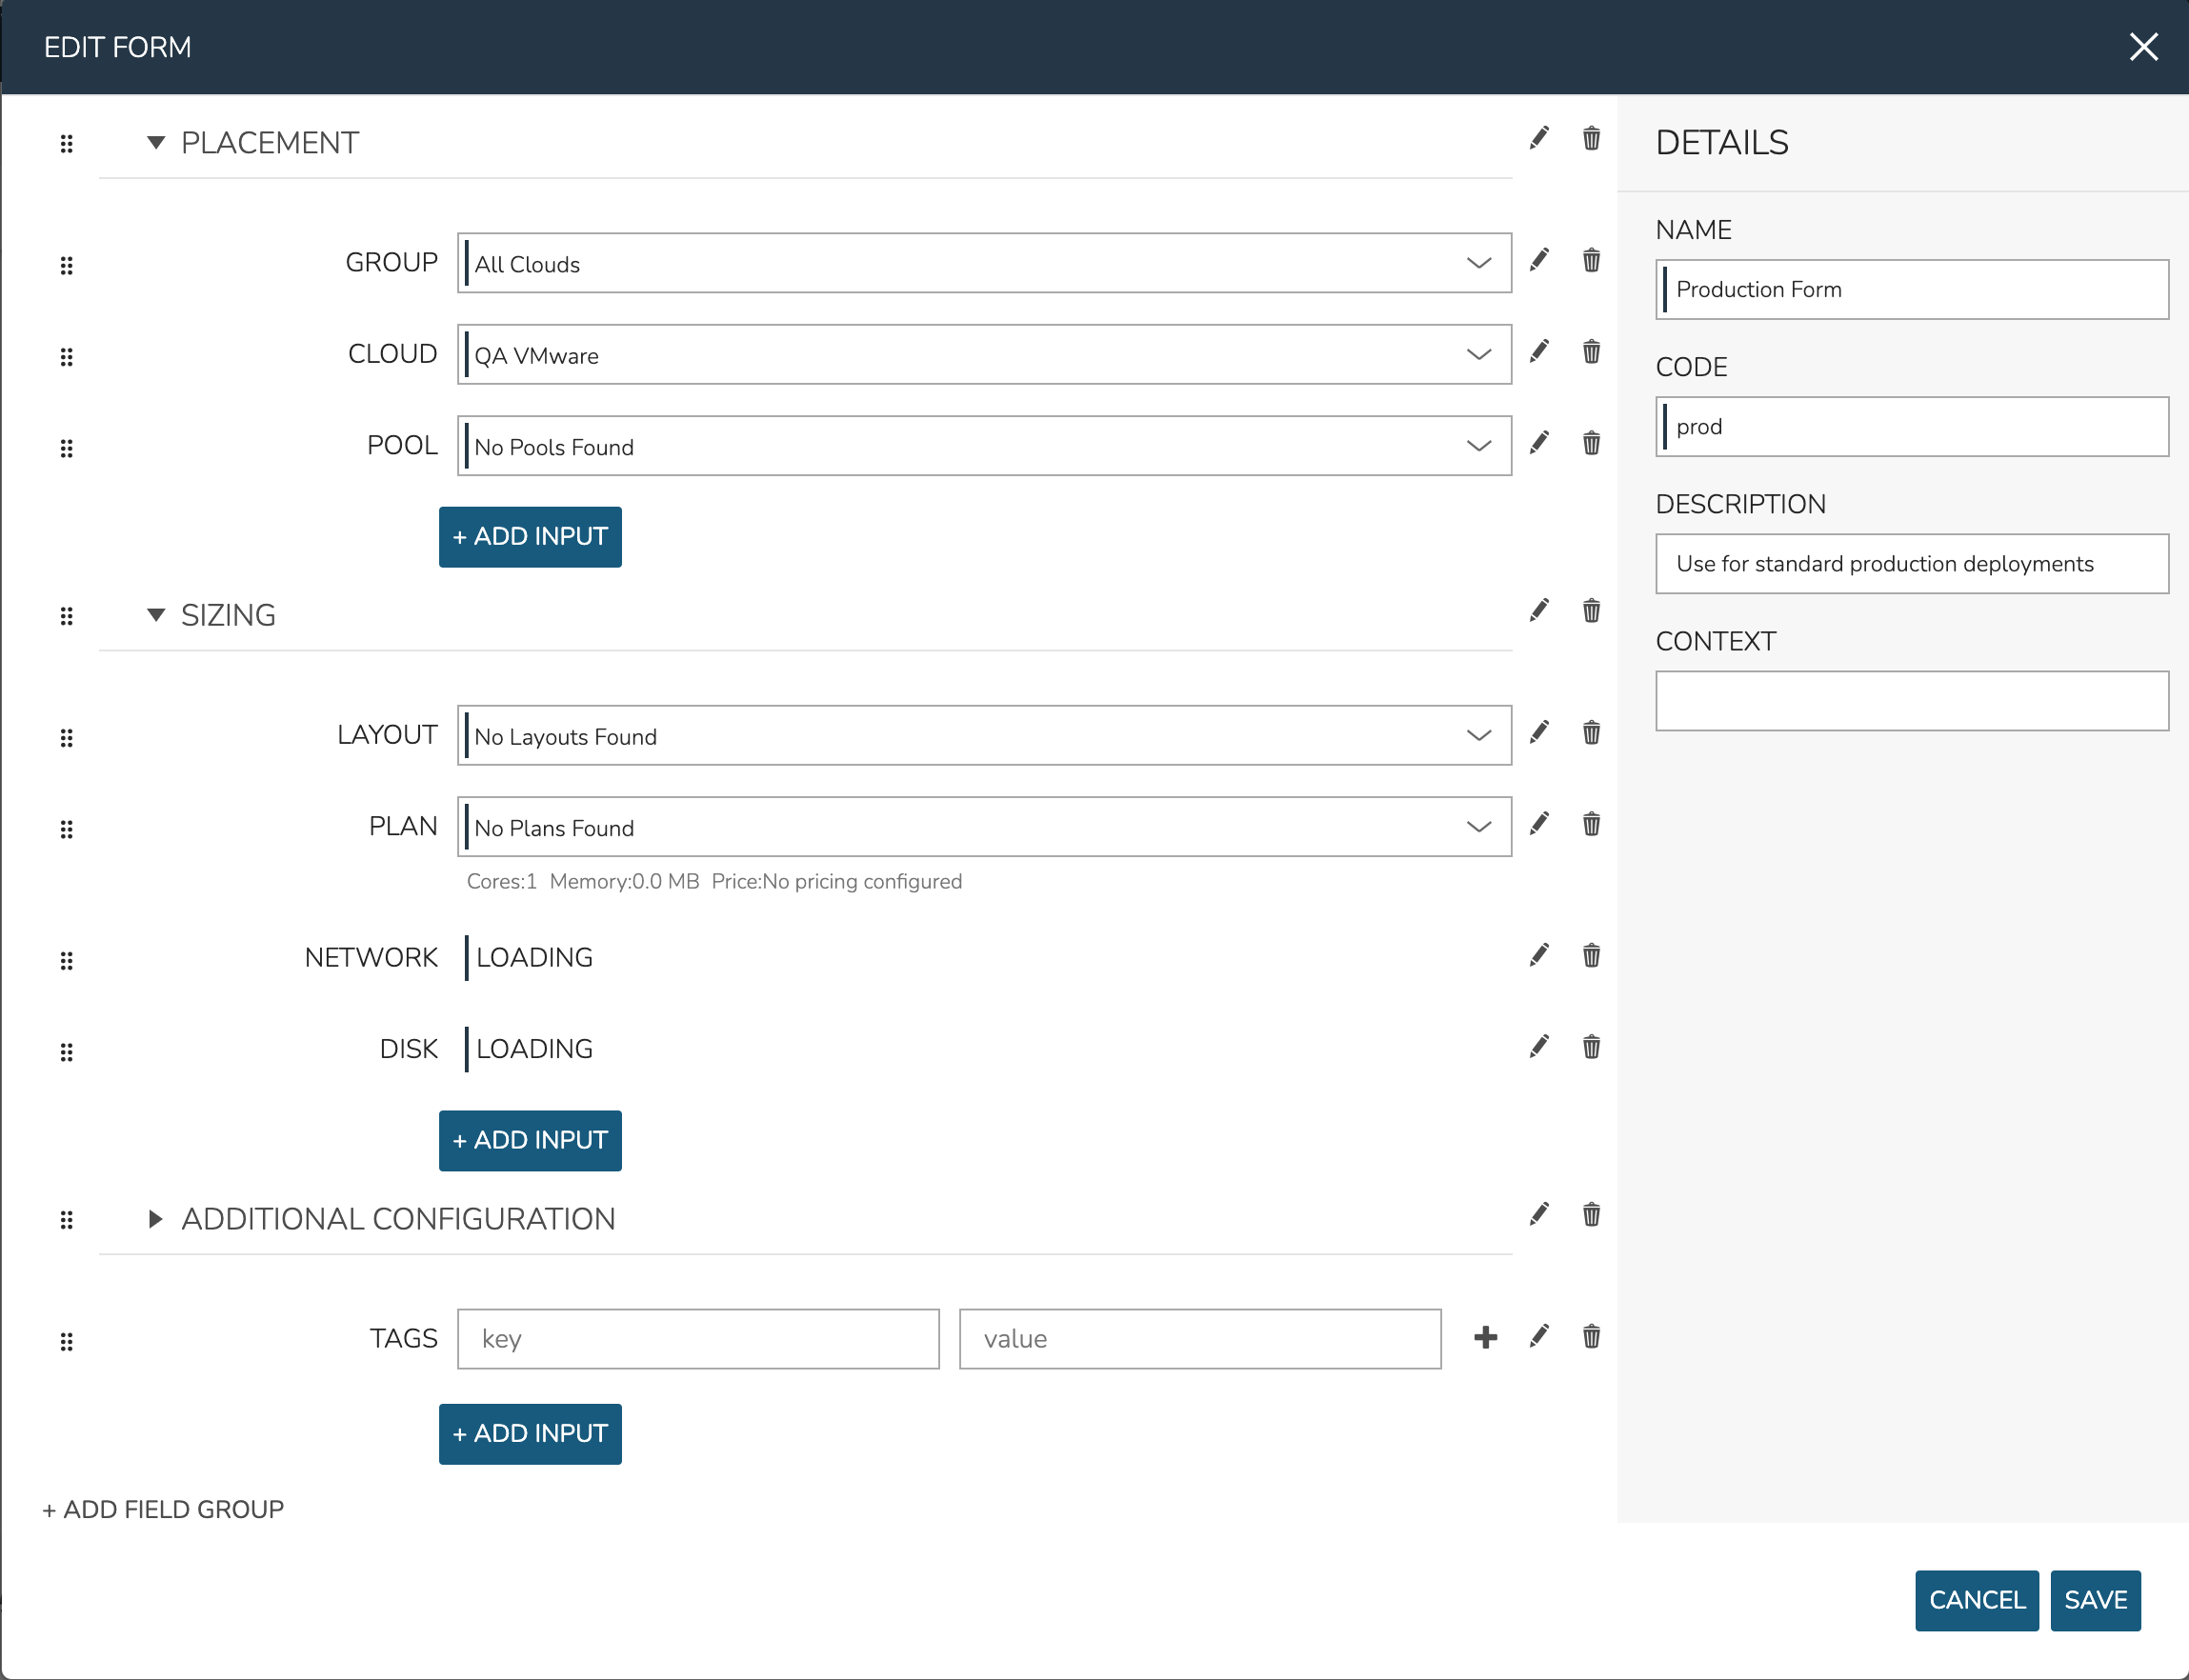 EDIT FORM
PLACEMENT
GROUP All Clouds
CLOUD QA VMware
POOL No Pools Found
+ ADD INPUT
SIZING
LAYOUT No Layouts Found
PLAN No Plans Found
Cores:1 Memory:0.0 MB Price:No pricing configured
NETWORK LOADING
DISK LOADING
+ ADD INPUT
ADDITIONAL CONFIGURATION
TAGS key value
+ ADD INPUT
+ ADD FIELD GROUP
DETAILS
NAME
Production Form
CODE
prod
DESCRIPTION
Use for standard production deployments
CONTEXT
CANCEL SAVE